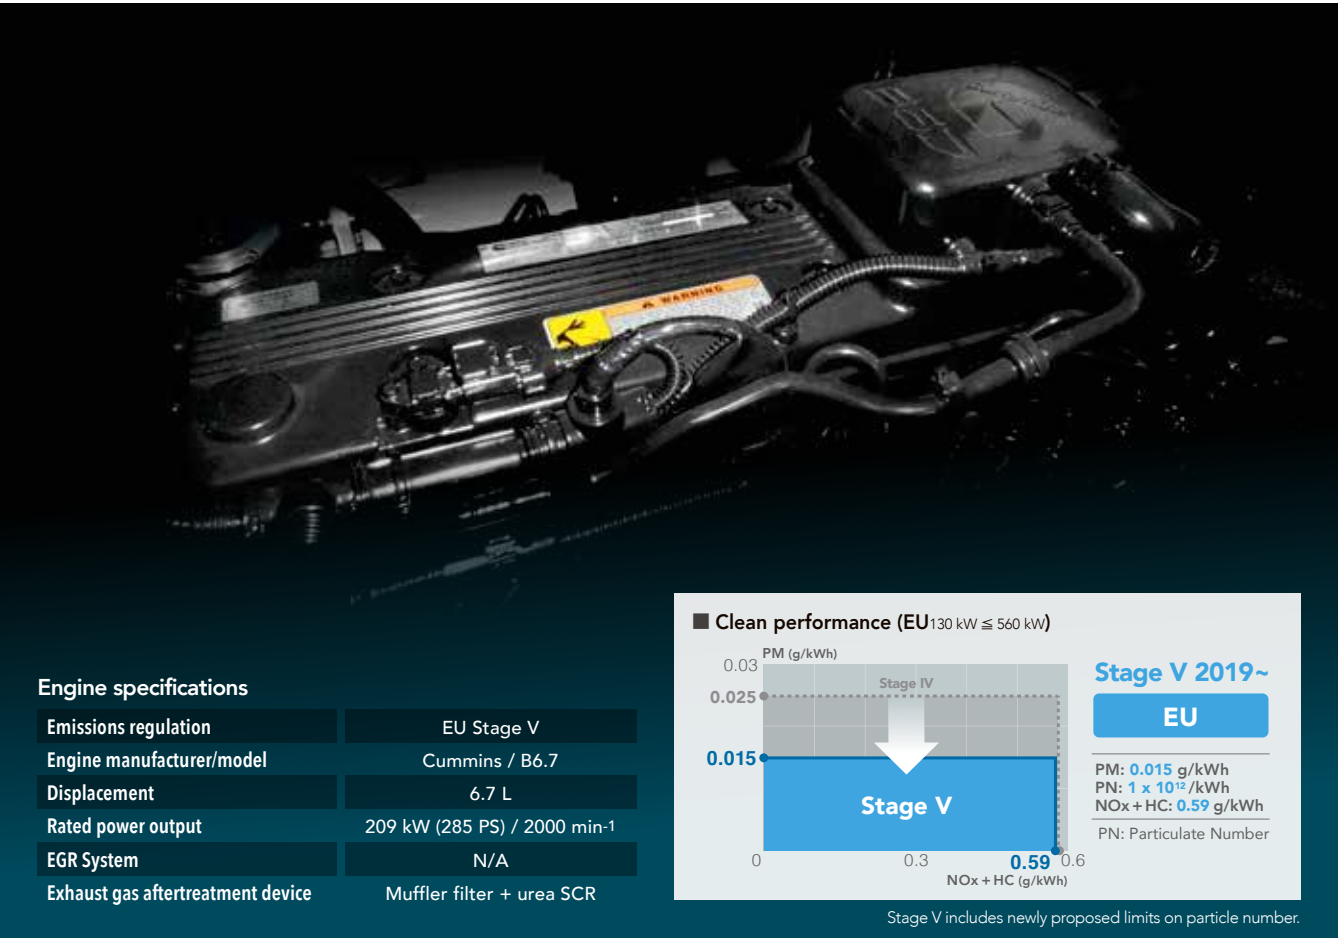 WARNING
Engine specifications
Emissions regulation EU Stage V
Engine manufacturer/model Cummins / B6.7
Displacement 6.7 L
Rated power output 209 kW (285 PS) / 2000 min-1
EGR System N/A
Exhaust gas aftertreatment device Muffler filter + urea SCR
■ Clean performance (EU130 kW ≦ 560 kW)
PM (g/kWh)
0.03
0.025
0.015
Stage IV
Stage V
0 0.3 0.59 0.6
NOx + HC (g/kWh)
Stage V 2019~
EU
PM: 0.015 g/kWh
PN: 1 x 10¹² /kWh
NOx + HC: 0.59 g/kWh
PN: Particulate Number
Stage V includes newly proposed limits on particle number.